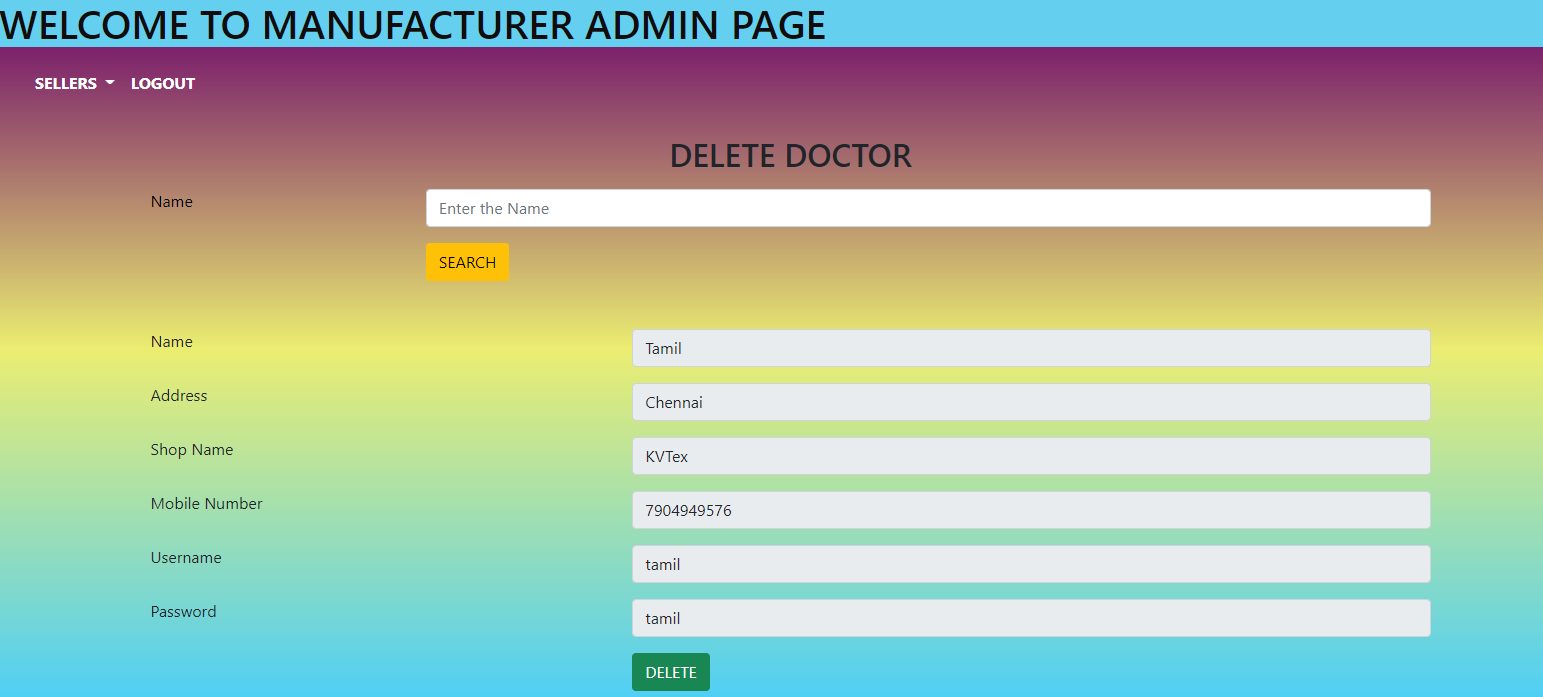 WELCOME TO MANUFACTURER ADMIN PAGE
SELLERS LOGOUT
DELETE DOCTOR
Name Enter the Name
SEARCH
Name Tamil
Address Chennai
Shop Name KVTex
Mobile Number 7904949576
Username tamil
Password tamil
DELETE